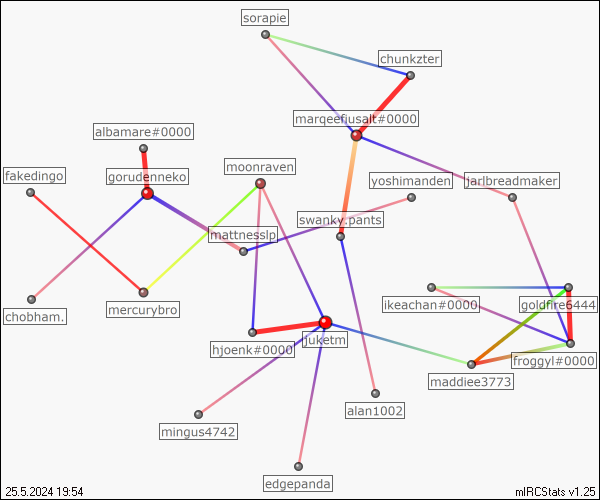 sorapie
chunkzter
marqeefiusalt#0000
albamare#0000
moonraven
fakedingo
gorudenneko
yoshimanden
jarlbreadmaker
swanky.pants
mattnesslp
ikeachan#0000
goldfire6444
chobham.
mercurybro
juketm
hjoenk#0000
froggyl#0000
maddiee3773
alan1002
mingus4742
edgepanda
25.5.2024 19:54
mIRCStats v1.25